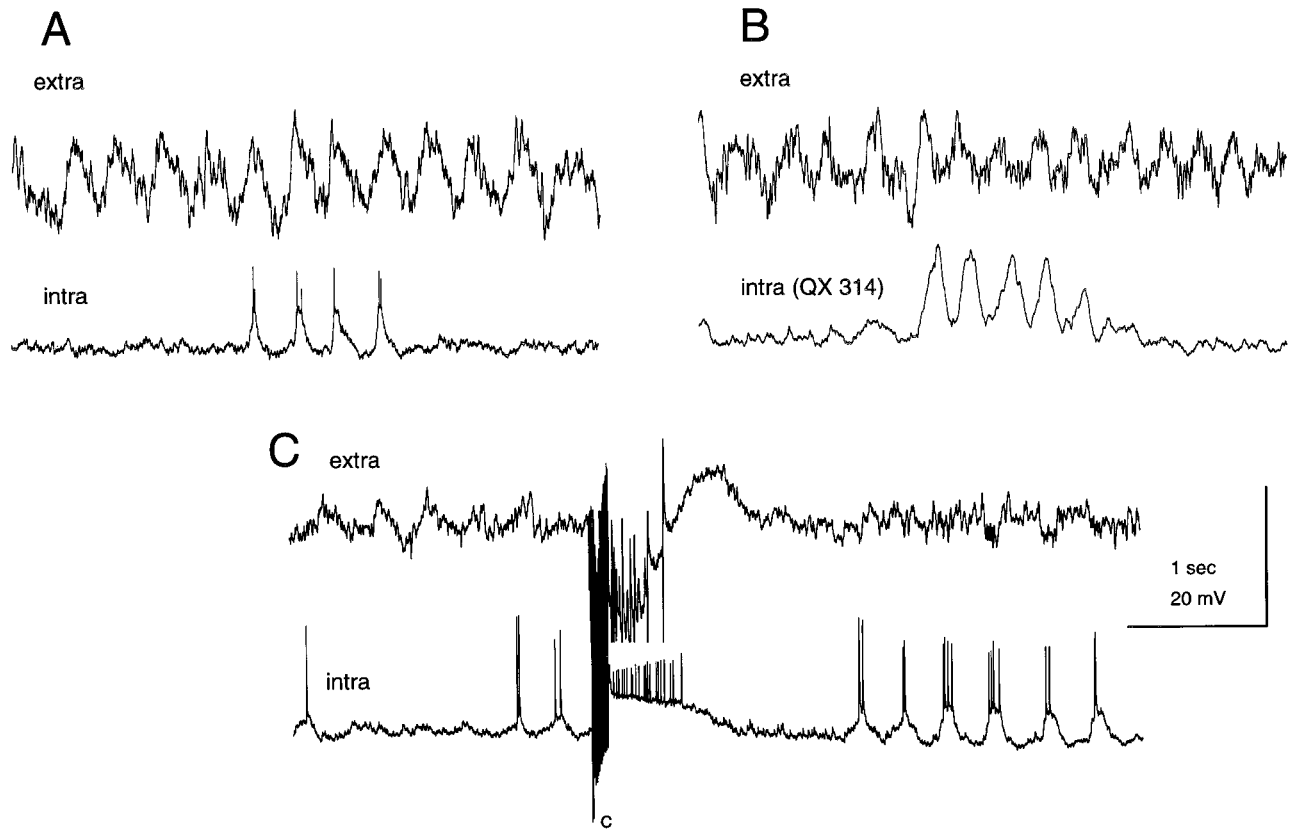 A
extra
intra
B
extra
intra (QX 314)
C
extra
intra
1 sec
20 mV
c